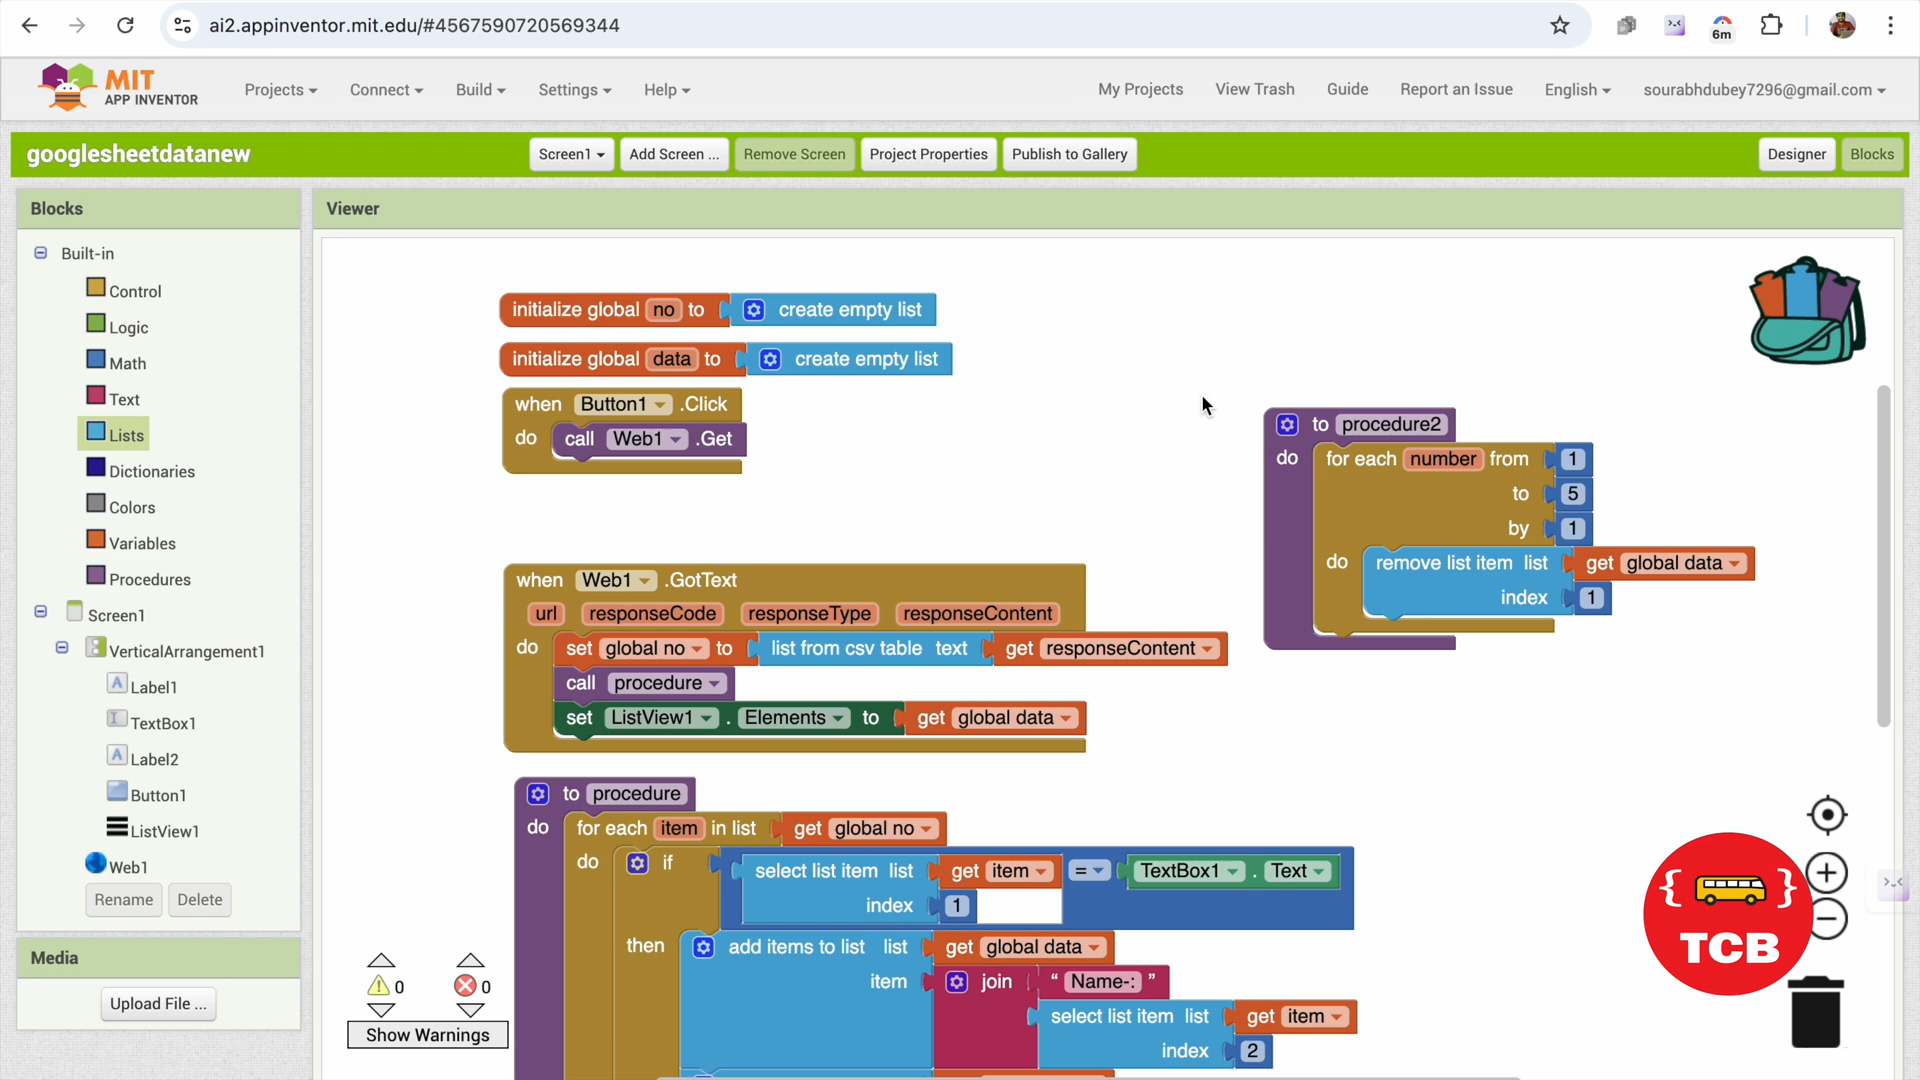 ai2.appinventor.mit.edu/#4567590720569344
6m
MIT
APP INVENTOR
Projects
Connect
Build
Settings
Help
My Projects
View Trash
Guide
Report an Issue
English
sourabhdubey7296@gmail.com
googlesheetdatanew
Screen1
Add Screen ...
Remove Screen
Project Properties
Publish to Gallery
Designer
Blocks
Blocks
Viewer
Built-in
Control
Logic
Math
Text
Lists
Dictionaries
Colors
Variables
Procedures
Screen1
VerticalArrangement1
Label1
TextBox1
Label2
Button1
ListView1
Web1
Rename
Delete
Media
Upload File ...
initialize global no to create empty list
initialize global data to create empty list
when Button1 .Click
do call Web1 .Get
when Web1 .GotText
url responseCode responseType responseContent
do set global no to list from csv table text get responseContent
call procedure
set ListView1 . Elements to get global data
to procedure2
do for each number from 1
to 5
by 1
do remove list item list get global data
index 1
to procedure
do for each item in list get global no
do if select list item list get item = TextBox1 . Text
index 1
then add items to list list get global data
item join “ Name-: ”
select list item list get item
index 2
0
0
Show Warnings
{ }
TCB